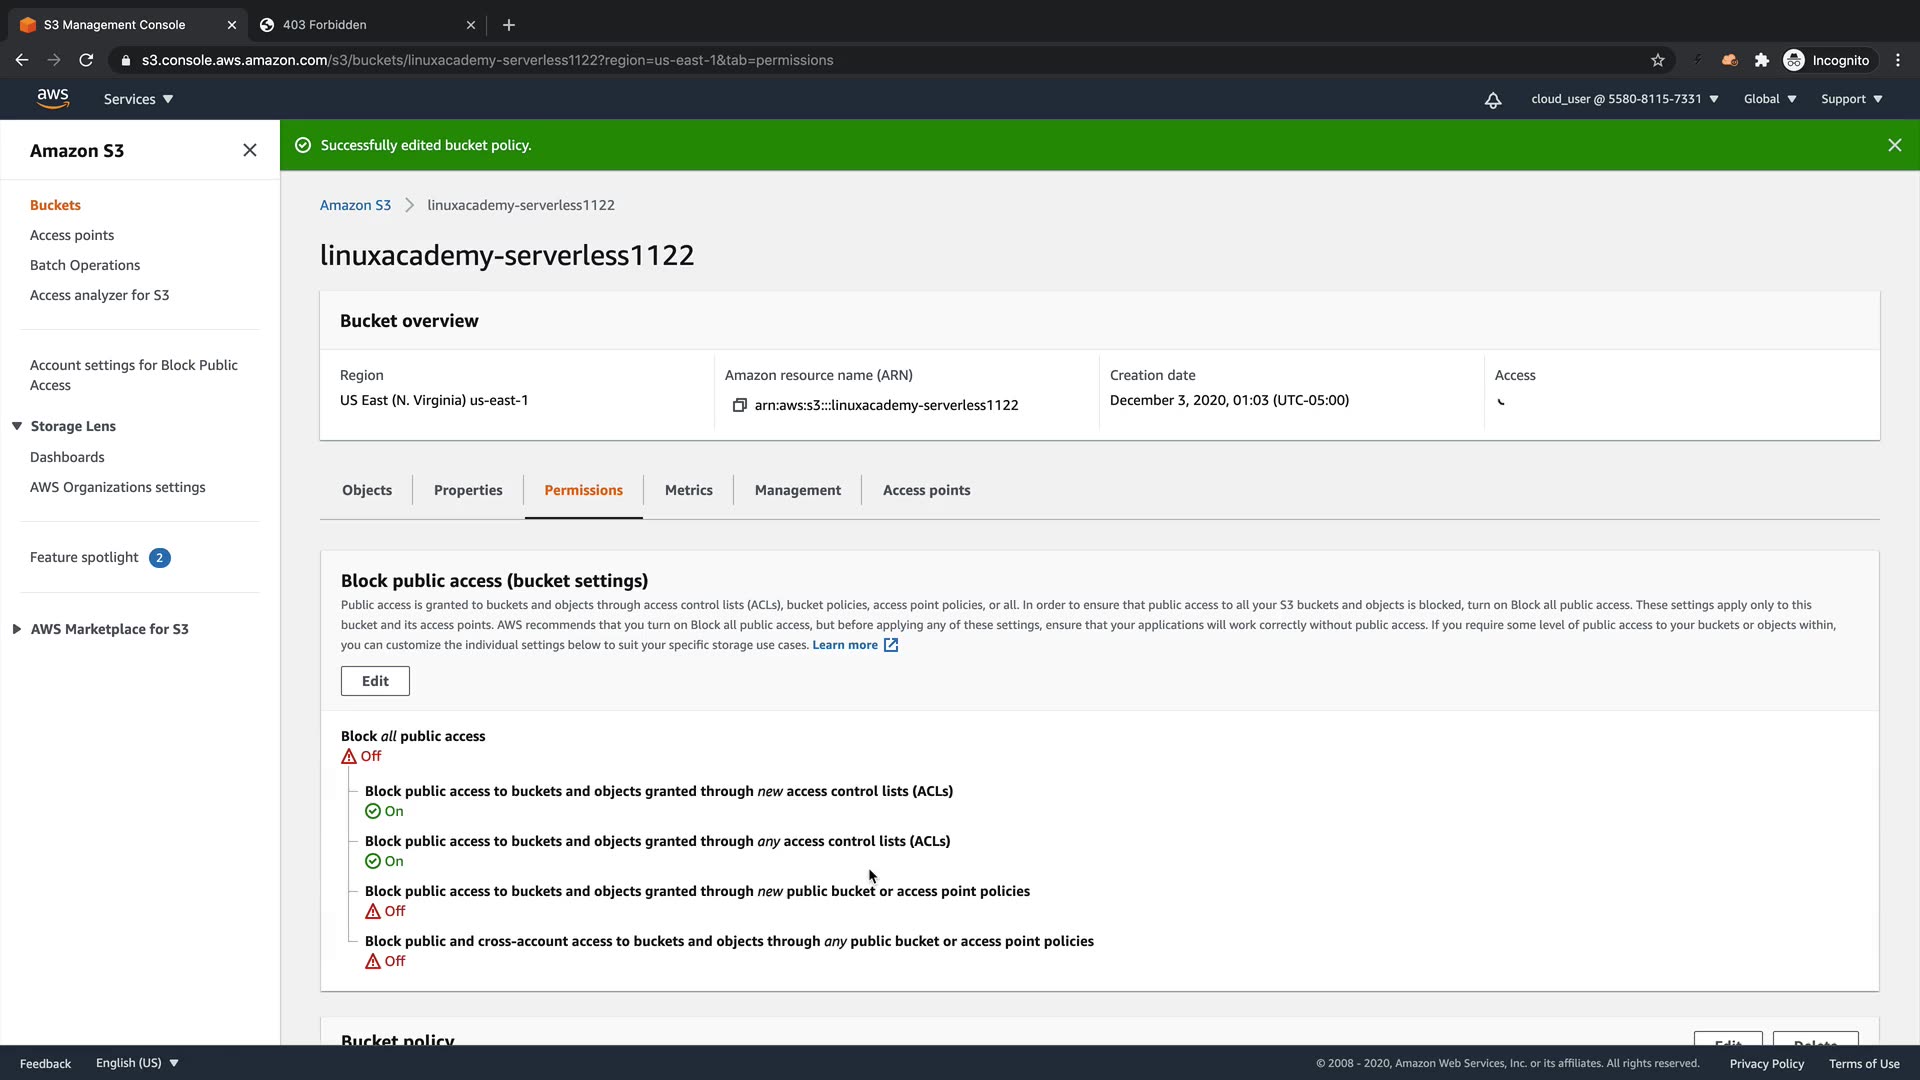 S3 Management Console
403 Forbidden
s3.console.aws.amazon.com/s3/buckets/linuxacademy-serverless1122?region=us-east-1&tab=permissions
Incognito
aws
Services
cloud_user @ 5580-8115-7331
Global
Support
Amazon S3
Successfully edited bucket policy.
Buckets
Access points
Batch Operations
Access analyzer for S3
Account settings for Block Public
Access
Storage Lens
Dashboards
AWS Organizations settings
Feature spotlight 2
AWS Marketplace for S3
Amazon S3
linuxacademy-serverless1122
linuxacademy-serverless1122
Bucket overview
Region
US East (N. Virginia) us-east-1
Amazon resource name (ARN)
arn:aws:s3:::linuxacademy-serverless1122
Creation date
December 3, 2020, 01:03 (UTC-05:00)
Access
Objects
Properties
Permissions
Metrics
Management
Access points
Block public access (bucket settings)
Public access is granted to buckets and objects through access control lists (ACLs), bucket policies, access point policies, or all. In order to ensure that public access to all your S3 buckets and objects is blocked, turn on Block all public access. These settings apply only to this
bucket and its access points. AWS recommends that you turn on Block all public access, but before applying any of these settings, ensure that your applications will work correctly without public access. If you require some level of public access to your buckets or objects within,
you can customize the individual settings below to suit your specific storage use cases. Learn more
Edit
Block all public access
Off
Block public access to buckets and objects granted through new access control lists (ACLs)
On
Block public access to buckets and objects granted through any access control lists (ACLs)
On
Block public access to buckets and objects granted through new public bucket or access point policies
Off
Block public and cross-account access to buckets and objects through any public bucket or access point policies
Off
Bucket policy
Edit
Delete
Feedback
English (US)
© 2008 - 2020, Amazon Web Services, Inc. or its affiliates. All rights reserved.
Privacy Policy
Terms of Use